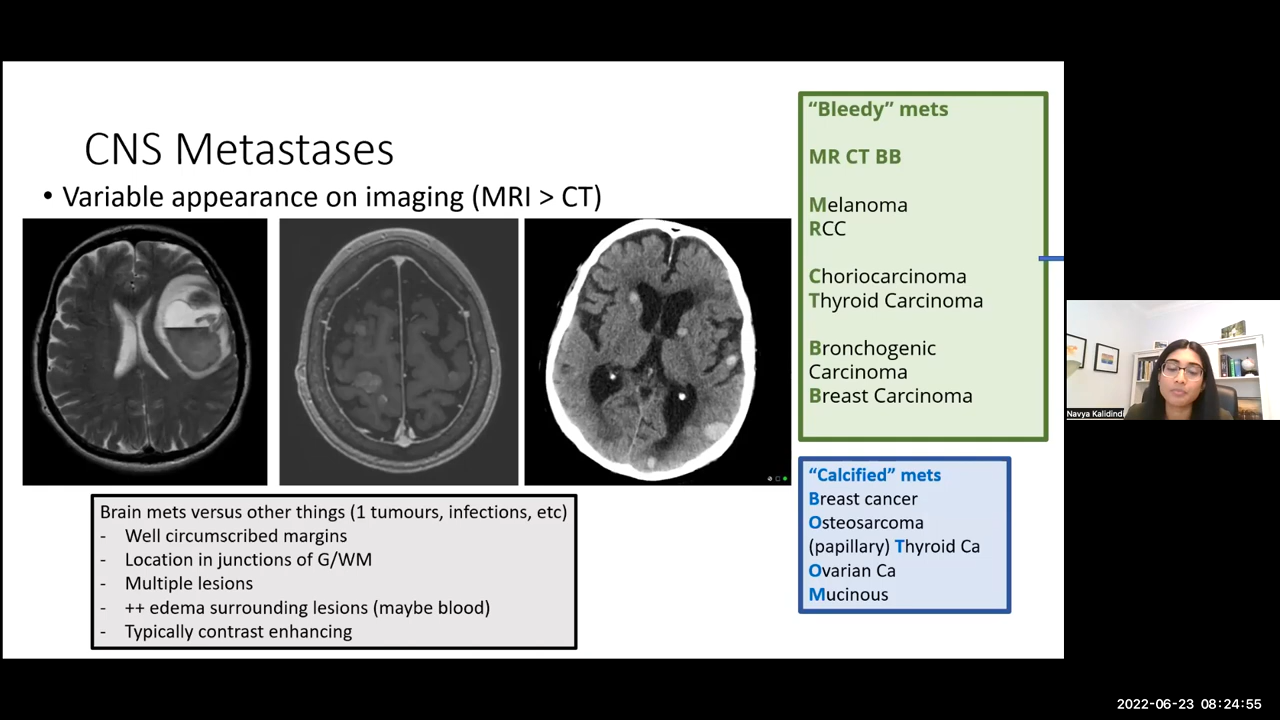 CNS Metastases
• Variable appearance on imaging (MRI > CT)
Brain mets versus other things (1 tumours, infections, etc)
- Well circumscribed margins
- Location in junctions of G/WM
- Multiple lesions
- ++ edema surrounding lesions (maybe blood)
- Typically contrast enhancing
“Bleedy” mets
MR CT BB
Melanoma
RCC
Choriocarcinoma
Thyroid Carcinoma
Bronchogenic
Carcinoma
Breast Carcinoma
“Calcified” mets
Breast cancer
Osteosarcoma
(papillary) Thyroid Ca
Ovarian Ca
Mucinous
Navya Kalidindi
2022-06-23 08:24:55